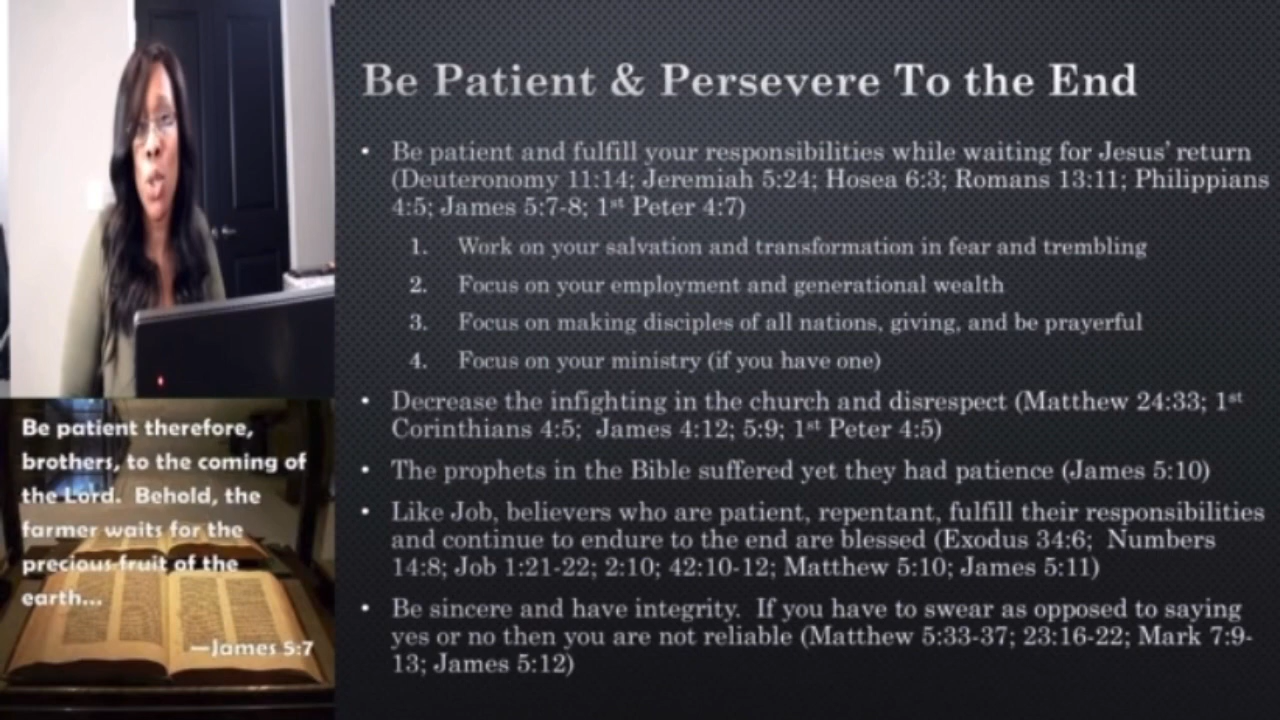 Be Patient & Persevere To the End
• Be patient and fulfill your responsibilities while waiting for Jesus' return
(Deuteronomy 11:14; Jeremiah 5:24; Hosea 6:3; Romans 13:11; Philippians
4:5; James 5:7-8; 1st Peter 4:7)
1. Work on your salvation and transformation in fear and trembling
2. Focus on your employment and generational wealth
3. Focus on making disciples of all nations, giving, and be prayerful
4. Focus on your ministry (if you have one)
• Decrease the infighting in the church and disrespect (Matthew 24:33; 1st
Corinthians 4:5; James 4:12; 5:9; 1st Peter 4:5)
• The prophets in the Bible suffered yet they had patience (James 5:10)
• Like Job, believers who are patient, repentant, fulfill their responsibilities
and continue to endure to the end are blessed (Exodus 34:6; Numbers
14:8; Job 1:21-22; 2:10; 42:10-12; Matthew 5:10; James 5:11)
• Be sincere and have integrity. If you have to swear as opposed to saying
yes or no then you are not reliable (Matthew 5:33-37; 23:16-22; Mark 7:9-
13; James 5:12)
Be patient therefore,
brothers, to the coming of
the Lord. Behold, the
farmer waits for the
precious fruit of the
earth...
—James 5:7